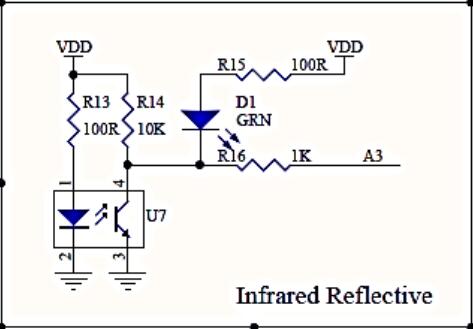 VDD
VDD
R15
100R
R13
R14
D1
GRN
100R
10K
R16
1K
A3
1
4
U7
2
3
Infrared Reflective